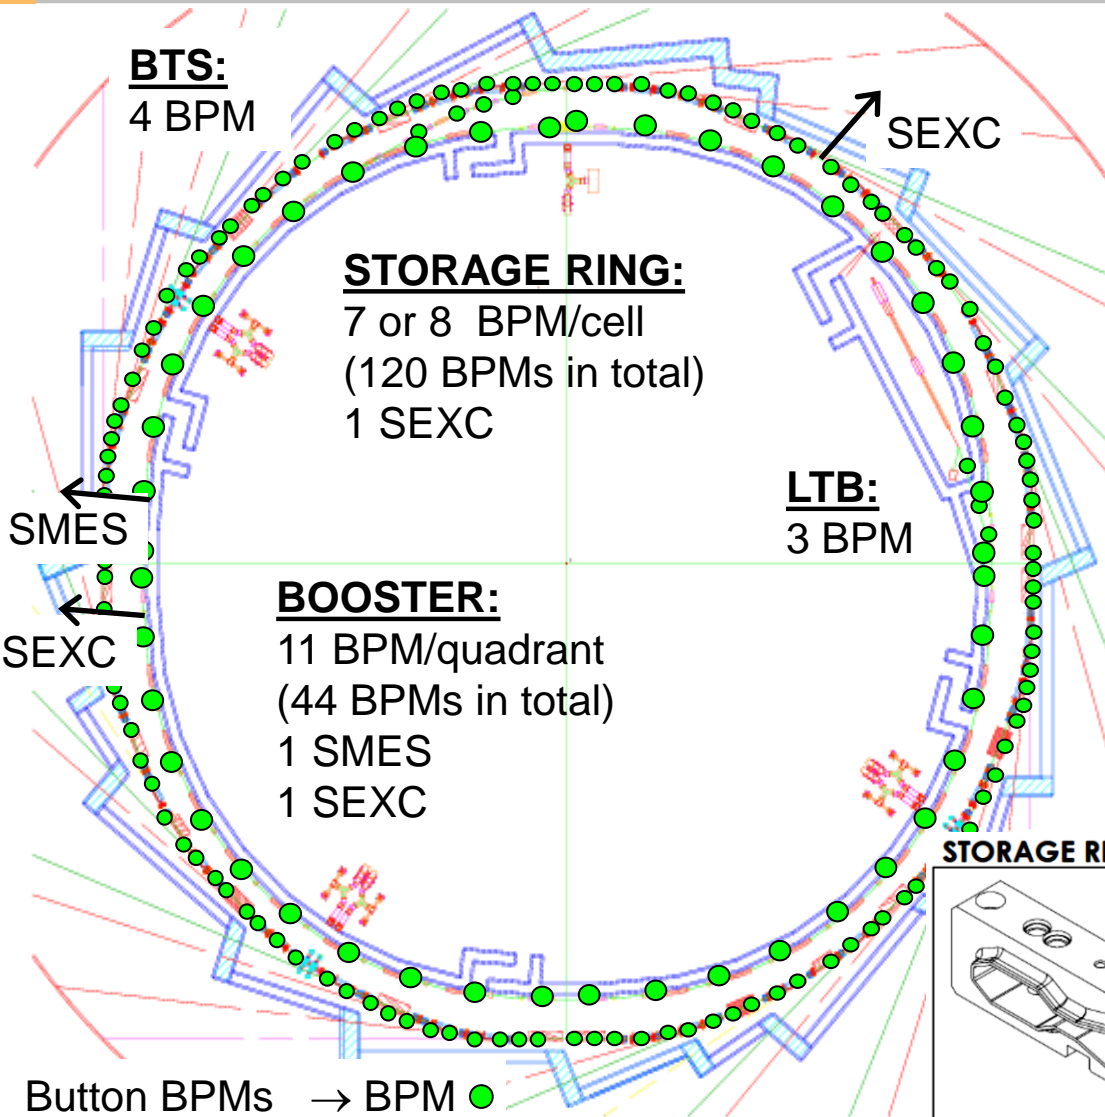 BTS:
4 BPM
SEXC
STORAGE RING:
7 or 8 BPM/cell
(120 BPMs in total)
1 SEXC
LTB:
3 BPM
SMES
BOOSTER:
11 BPM/quadrant
(44 BPMs in total)
1 SMES
1 SEXC
SEXC
STORAGE RI
Button BPMs → BPM